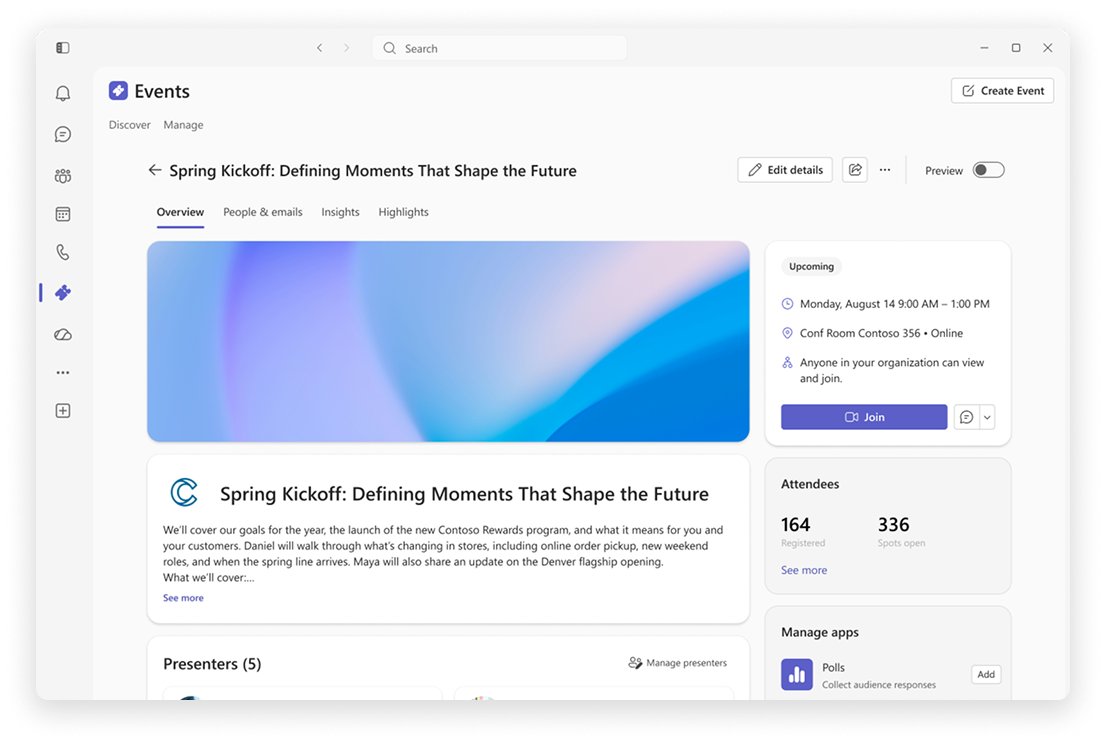 Search
Events
Create Event
Discover Manage
Spring Kickoff: Defining Moments That Shape the Future
Edit details
Preview
Overview People & emails Insights Highlights
Upcoming
Monday, August 14 9:00 AM – 1:00 PM
Conf Room Contoso 356 • Online
Anyone in your organization can view
and join.
Join
Spring Kickoff: Defining Moments That Shape the Future
We'll cover our goals for the year, the launch of the new Contoso Rewards program, and what it means for you and
your customers. Daniel will walk through what's changing in stores, including online order pickup, new weekend
roles, and when the spring line arrives. Maya will also share an update on the Denver flagship opening.
What we'll cover:...
See more
Attendees
164 336
Registered Spots open
See more
Presenters (5)
Manage presenters
Manage apps
Polls
Collect audience responses
Add